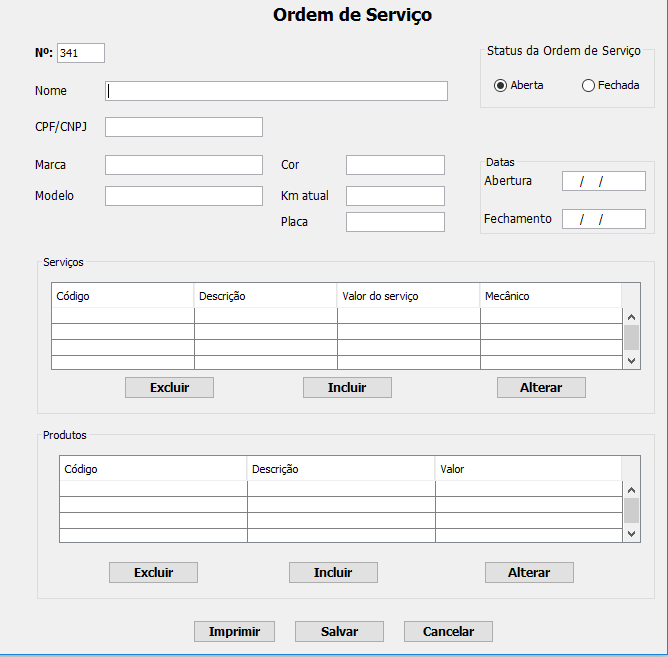 Ordem de Serviço
Nº: 341
Status da Ordem de Serviço
Aberta Fechada
Nome
CPF/CNPJ
Marca Cor
Modelo Km atual
Placa
Datas
Abertura / /
Fechamento / /
Serviços
Código Descrição Valor do serviço Mecânico
Excluir Incluir Alterar
Produtos
Código Descrição Valor
Excluir Incluir Alterar
Imprimir Salvar Cancelar